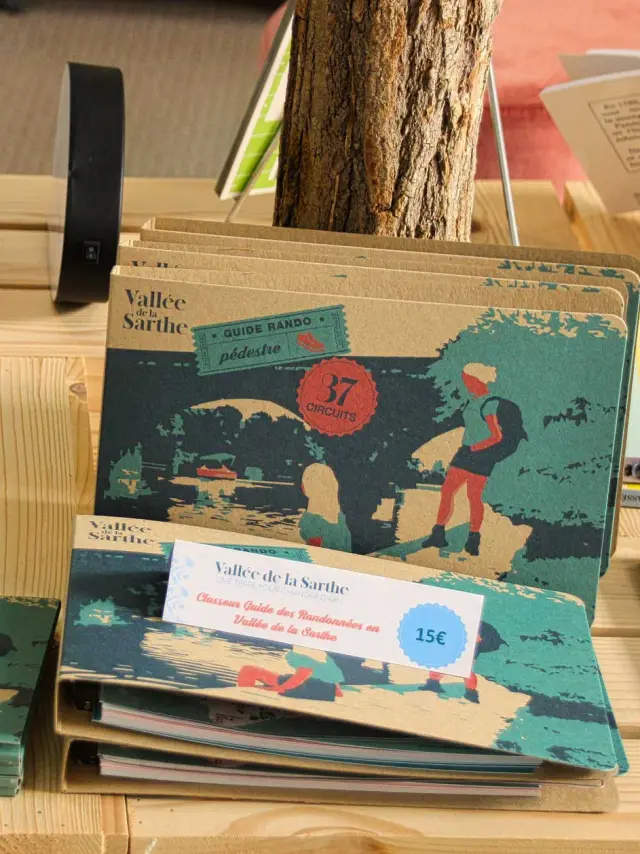 Vallée
de la
Sarthe
GUIDE RANDO
pédestre
37
CIRCUITS
Vallée
de la
Sarthe
RANDO
Vallée de la Sarthe
Classeur Guide des Randonnées en
Vallée de la Sarthe
15€